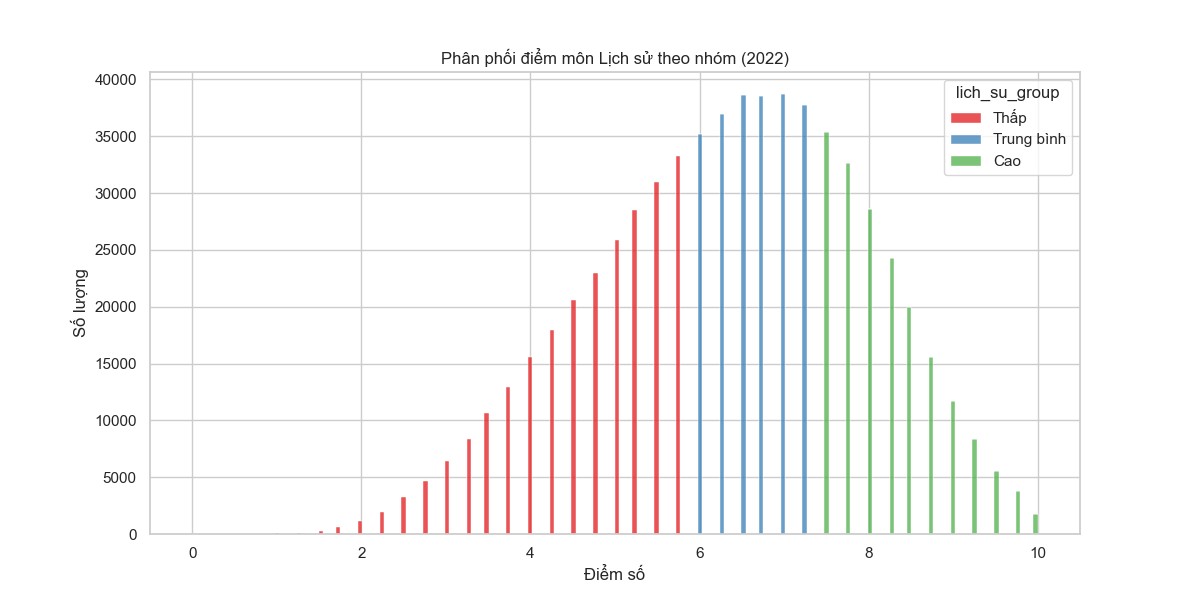 Phân phối điểm môn Lịch sử theo nhóm (2022)
40000
35000
30000
25000
20000
15000
10000
5000
0
Số lượng
0 2 4 6 8 10
Điểm số
lich_su_group
Thấp
Trung bình
Cao